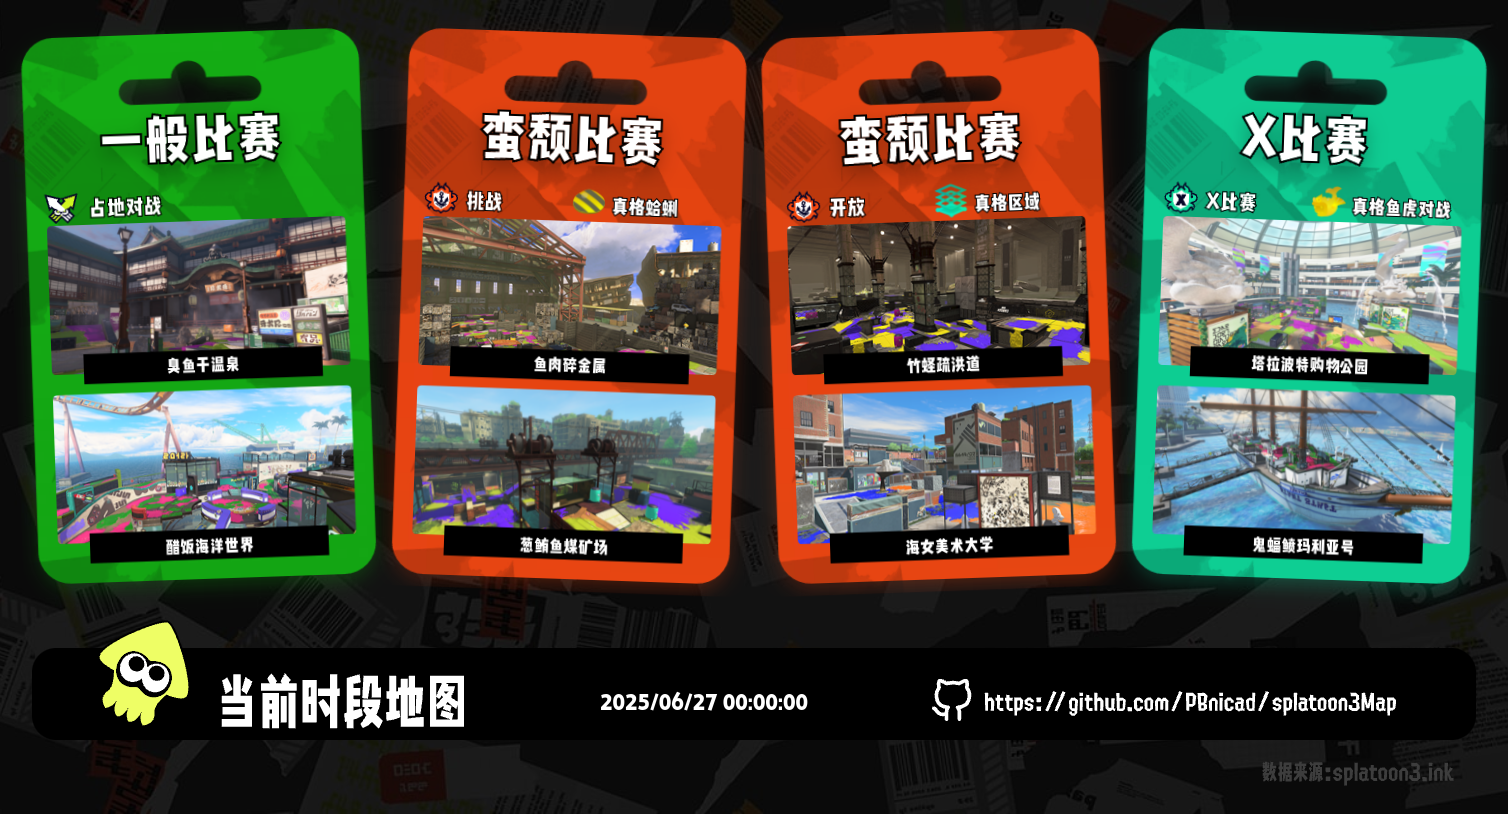 一般比赛
占地对战
臭鱼干温泉
醋饭海洋世界
蛮颓比赛
挑战
真格蛤蜊
鱼肉碎金属
葱鲔鱼煤矿场
蛮颓比赛
开放
真格区域
竹蛏疏洪道
海女美术大学
X比赛
X比赛
真格鱼虎对战
塔拉波特购物公园
鬼蝠鲼玛利亚号
当前时段地图
2025/06/27 00:00:00
https://github.com/PBnicad/splatoon3Map
数据来源:splatoon3.ink